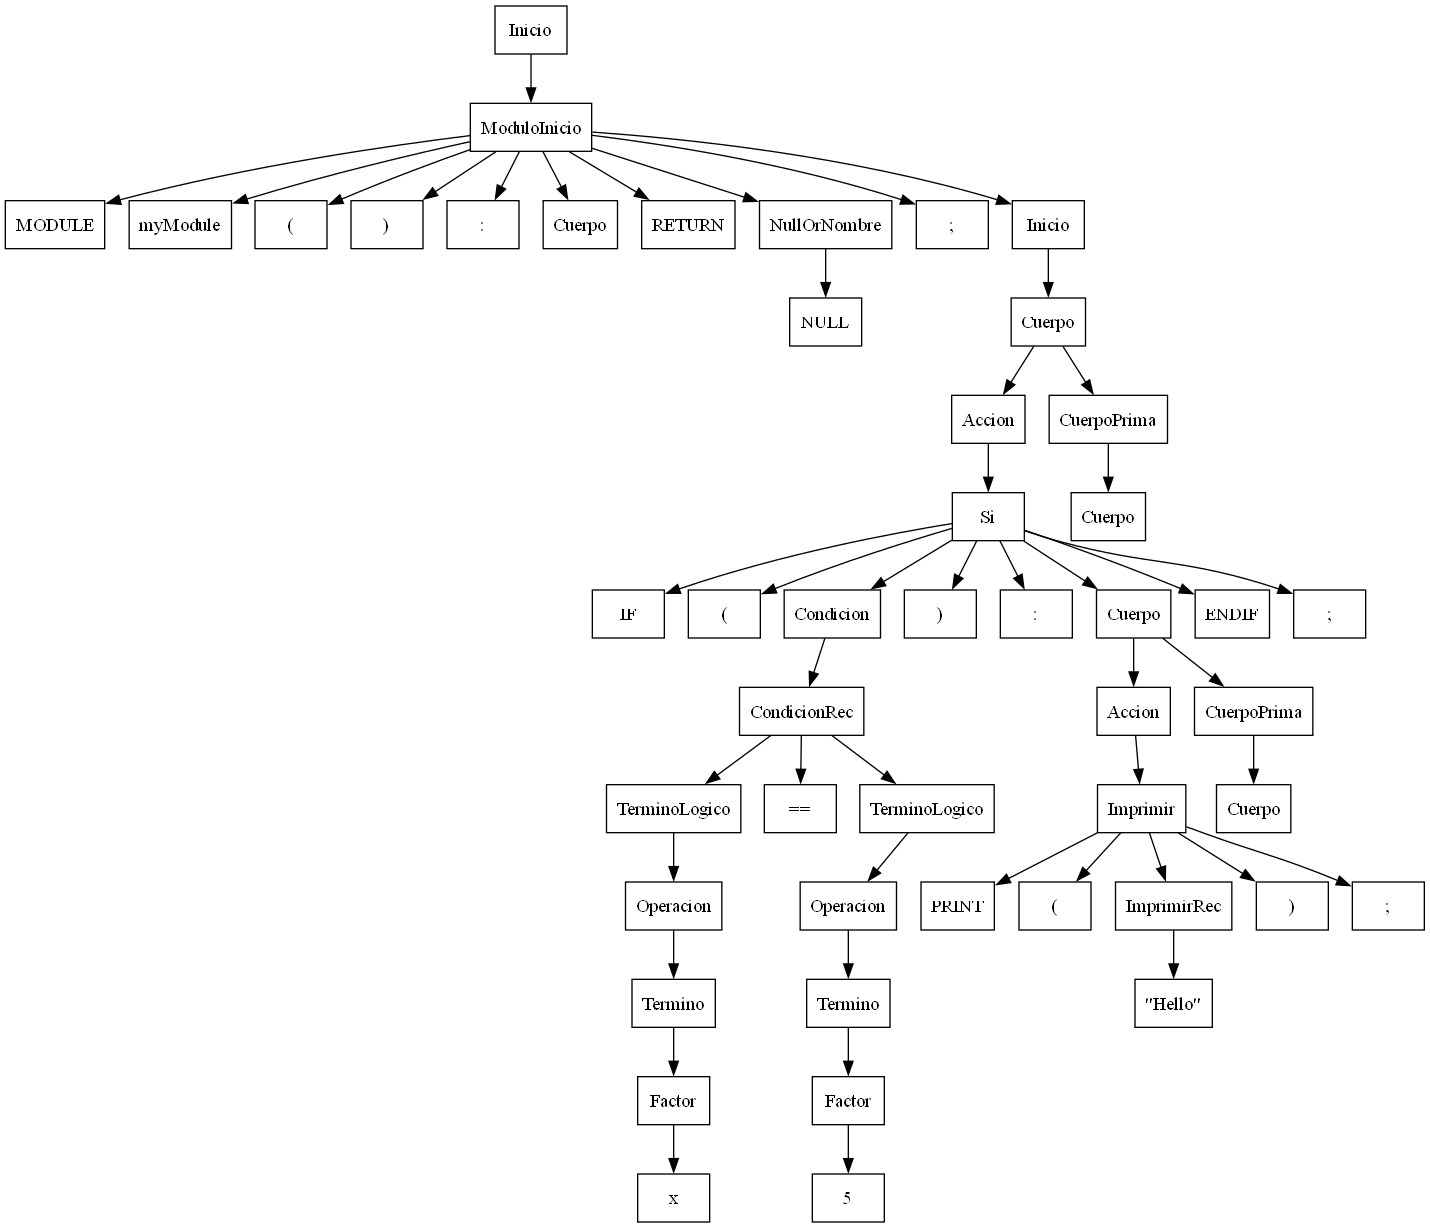 Inicio
ModuloInicio
MODULE myModule ( ) : Cuerpo RETURN NullOrNombre ; Inicio
NULL Cuerpo
Accion CuerpoPrima
Si Cuerpo
IF ( Condicion ) : Cuerpo ENDIF ;
CondicionRec Accion CuerpoPrima
TerminoLogico == TerminoLogico Imprimir Cuerpo
Operacion Operacion PRINT ( ImprimirRec ) ;
Termino Termino "Hello"
Factor Factor
x 5